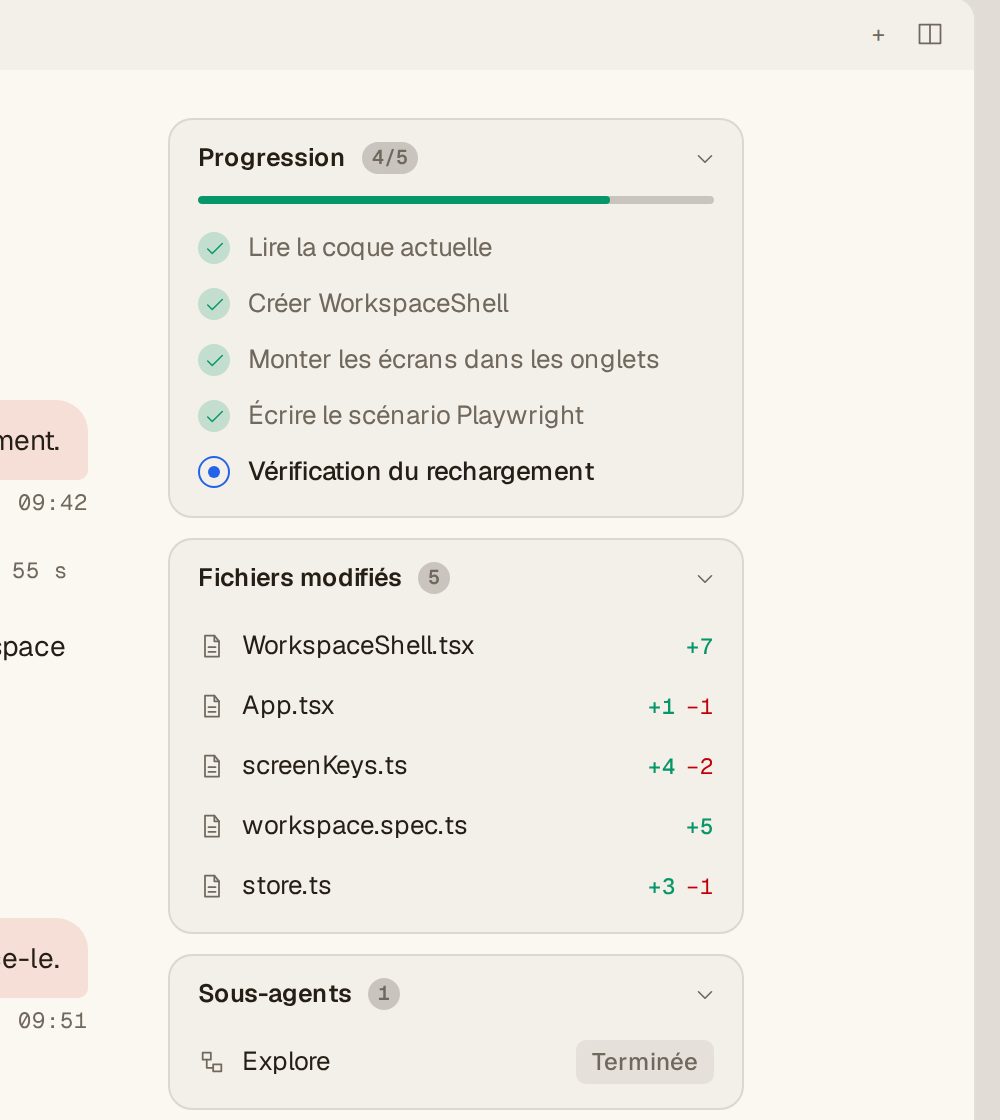 +
Progression 4/5
Lire la coque actuelle
Créer WorkspaceShell
Monter les écrans dans les onglets
Écrire le scénario Playwright
Vérification du rechargement
ment.
09:42
55 s
space
e-le.
09:51
Fichiers modifiés 5
WorkspaceShell.tsx +7
App.tsx +1 −1
screenKeys.ts +4 −2
workspace.spec.ts +5
store.ts +3 −1
Sous-agents 1
Explore Terminée